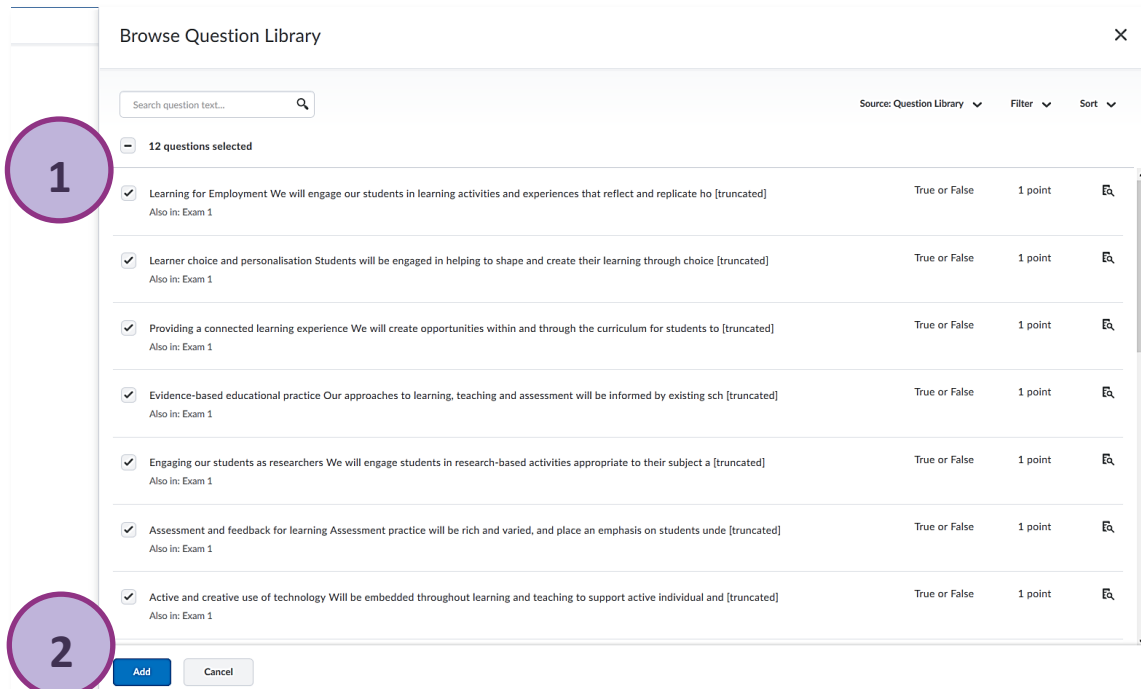 Browse Question Library
Search question text...
Source: Question Library
Filter
Sort
12 questions selected
1
Learning for Employment We will engage our students in learning activities and experiences that reflect and replicate ho [truncated] True or False 1 point
Also in: Exam 1
Learner choice and personalisation Students will be engaged in helping to shape and create their learning through choice [truncated] True or False 1 point
Also in: Exam 1
Providing a connected learning experience We will create opportunities within and through the curriculum for students to [truncated] True or False 1 point
Also in: Exam 1
Evidence-based educational practice Our approaches to learning, teaching and assessment will be informed by existing sch [truncated] True or False 1 point
Also in: Exam 1
Engaging our students as researchers We will engage students in research-based activities appropriate to their subject a [truncated] True or False 1 point
Also in: Exam 1
Assessment and feedback for learning Assessment practice will be rich and varied, and place an emphasis on students unde [truncated] True or False 1 point
Also in: Exam 1
Active and creative use of technology Will be embedded throughout learning and teaching to support active individual and [truncated] True or False 1 point
Also in: Exam 1
2
Add
Cancel